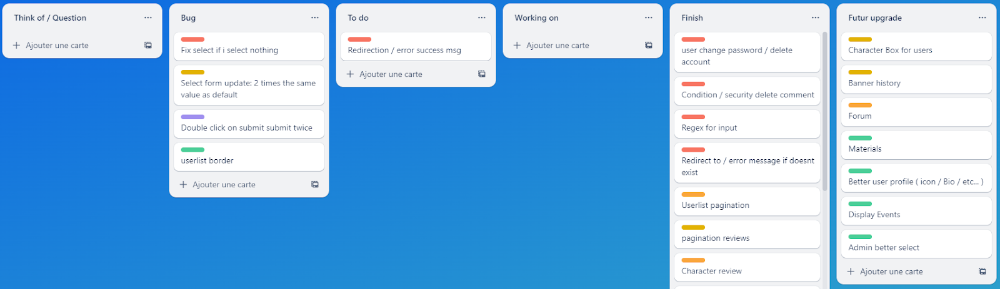 Think of / Question
Ajouter une carte
Bug
Fix select if i select nothing
Select form update: 2 times the same
value as default
Double click on submit submit twice
userlist border
Ajouter une carte
To do
Redirection / error success msg
Ajouter une carte
Working on
Ajouter une carte
Finish
user change password / delete
account
Condition / security delete comment
Regex for input
Redirect to / error message if doesnt
exist
Userlist pagination
pagination reviews
Character review
Futur upgrade
Character Box for users
Banner history
Forum
Materials
Better user profile ( icon / Bio / etc... )
Display Events
Admin better select
Ajouter une carte